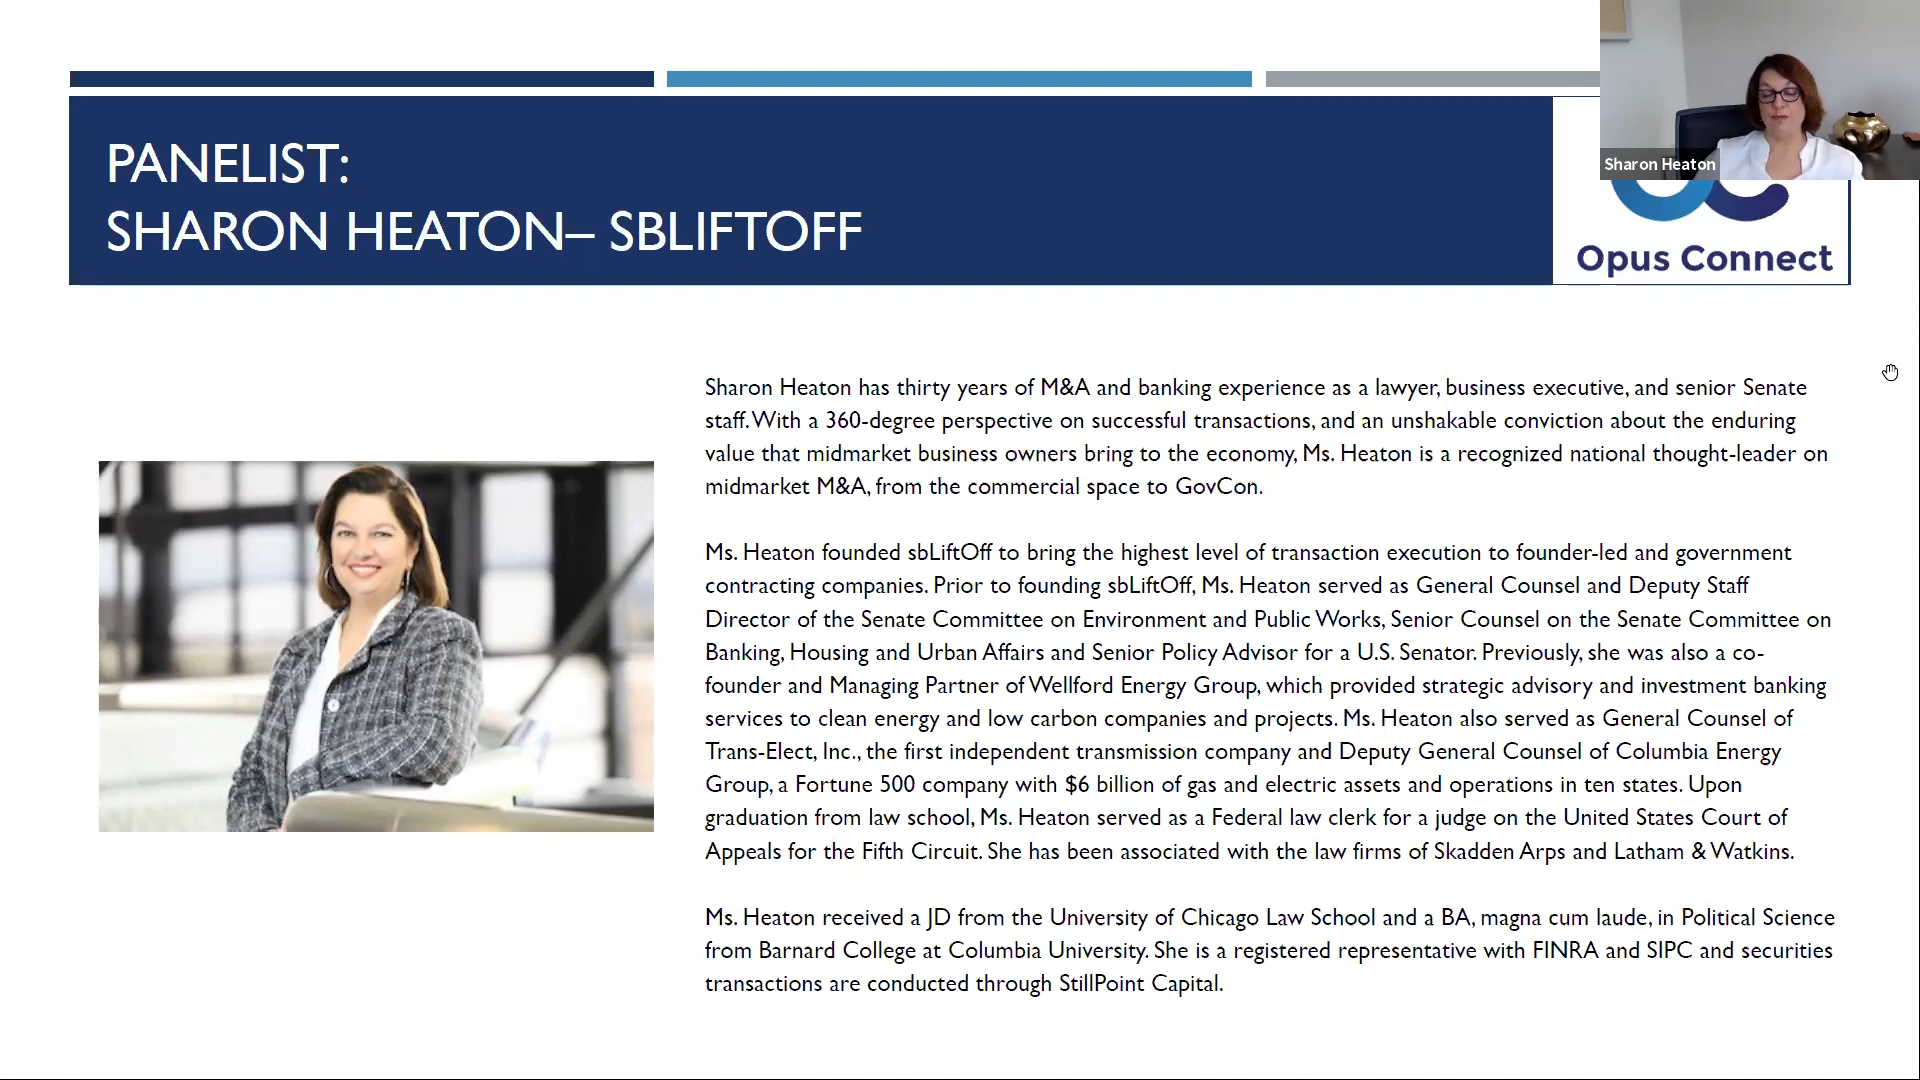 PANELIST:
SHARON HEATON– SBLIFTOFF
Sharon Heaton
Opus Connect
Sharon Heaton has thirty years of M&A and banking experience as a lawyer, business executive, and senior Senate
staff. With a 360-degree perspective on successful transactions, and an unshakable conviction about the enduring
value that midmarket business owners bring to the economy, Ms. Heaton is a recognized national thought-leader on
midmarket M&A, from the commercial space to GovCon.
Ms. Heaton founded sbLiftOff to bring the highest level of transaction execution to founder-led and government
contracting companies. Prior to founding sbLiftOff, Ms. Heaton served as General Counsel and Deputy Staff
Director of the Senate Committee on Environment and Public Works, Senior Counsel on the Senate Committee on
Banking, Housing and Urban Affairs and Senior Policy Advisor for a U.S. Senator. Previously, she was also a co-
founder and Managing Partner of Wellford Energy Group, which provided strategic advisory and investment banking
services to clean energy and low carbon companies and projects. Ms. Heaton also served as General Counsel of
Trans-Elect, Inc., the first independent transmission company and Deputy General Counsel of Columbia Energy
Group, a Fortune 500 company with $6 billion of gas and electric assets and operations in ten states. Upon
graduation from law school, Ms. Heaton served as a Federal law clerk for a judge on the United States Court of
Appeals for the Fifth Circuit. She has been associated with the law firms of Skadden Arps and Latham & Watkins.
Ms. Heaton received a JD from the University of Chicago Law School and a BA, magna cum laude, in Political Science
from Barnard College at Columbia University. She is a registered representative with FINRA and SIPC and securities
transactions are conducted through StillPoint Capital.